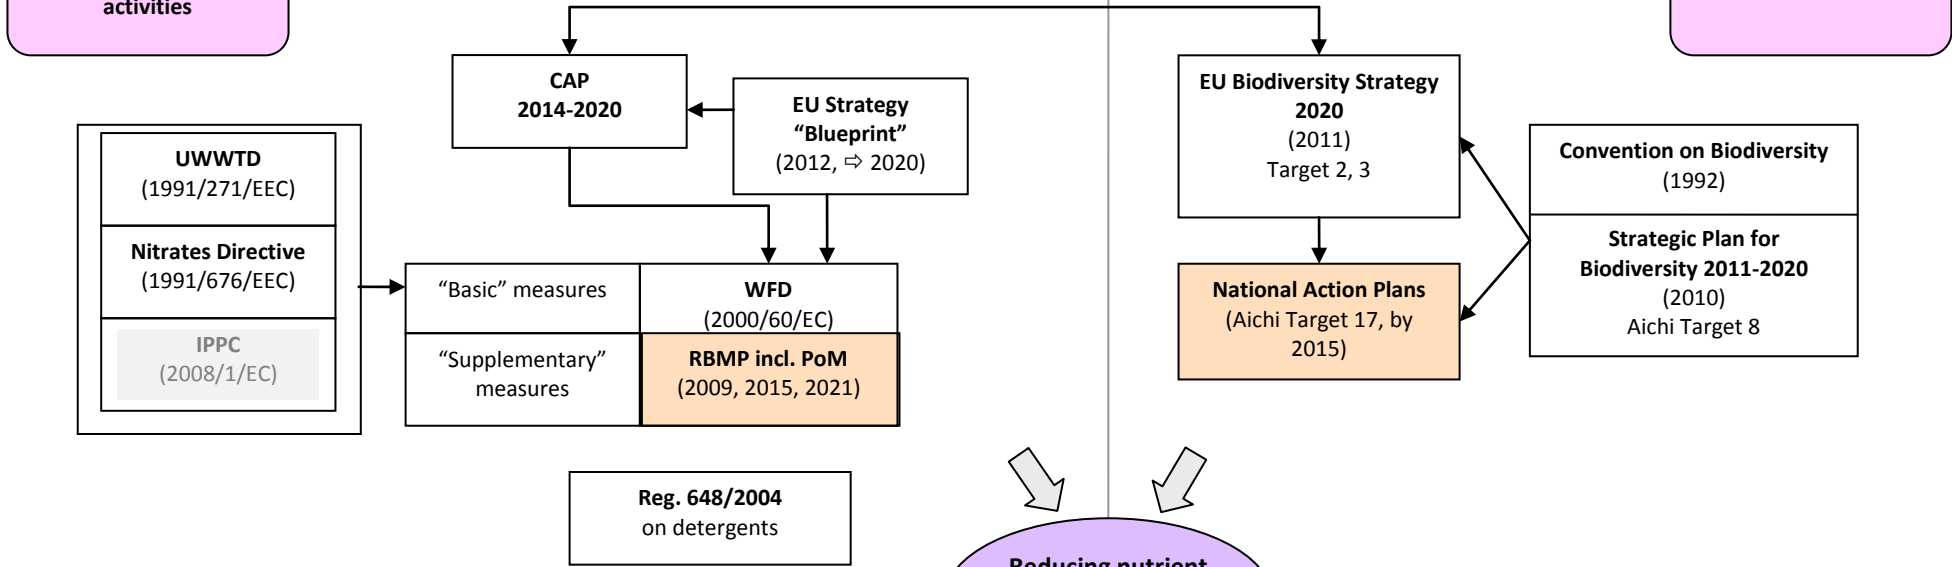 activities
CAP
2014-2020
EU Strategy
“Blueprint”
(2012, ⇨ 2020)
EU Biodiversity Strategy
2020
(2011)
Target 2, 3
Convention on Biodiversity
(1992)
Strategic Plan for
Biodiversity 2011-2020
(2010)
Aichi Target 8
UWWTD
(1991/271/EEC)
Nitrates Directive
(1991/676/EEC)
IPPC
(2008/1/EC)
“Basic” measures
WFD
(2000/60/EC)
“Supplementary”
measures
RBMP incl. PoM
(2009, 2015, 2021)
National Action Plans
(Aichi Target 17, by
2015)
Reg. 648/2004
on detergents
Reducing nutrient